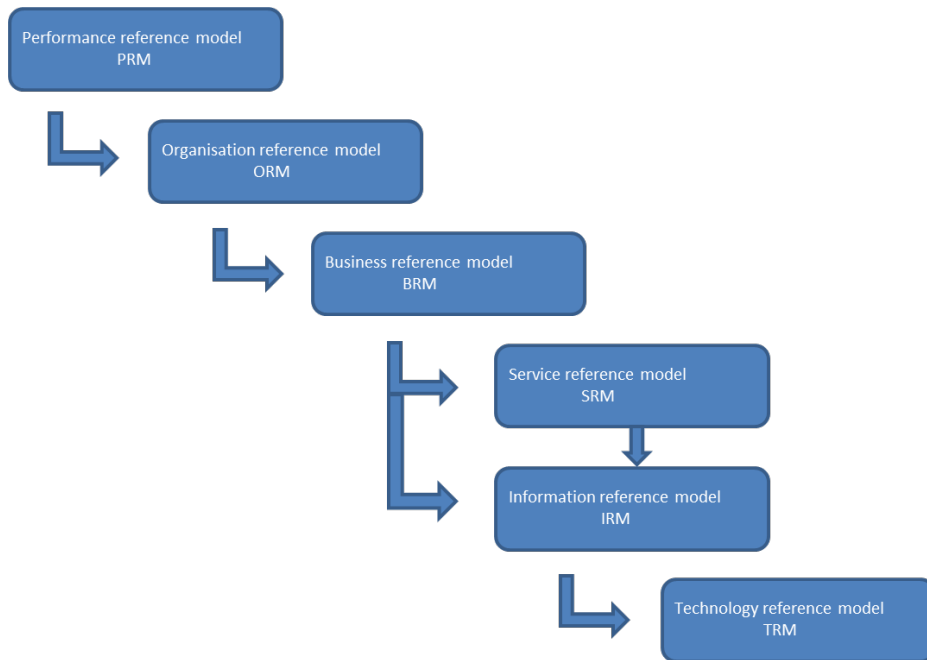 Performance reference model
PRM
Organisation reference model
ORM
Business reference model
BRM
Service reference model
SRM
Information reference model
IRM
Technology reference model
TRM